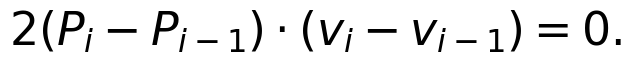 2(P_i − P_{i−1}) · (v_i − v_{i−1}) = 0.